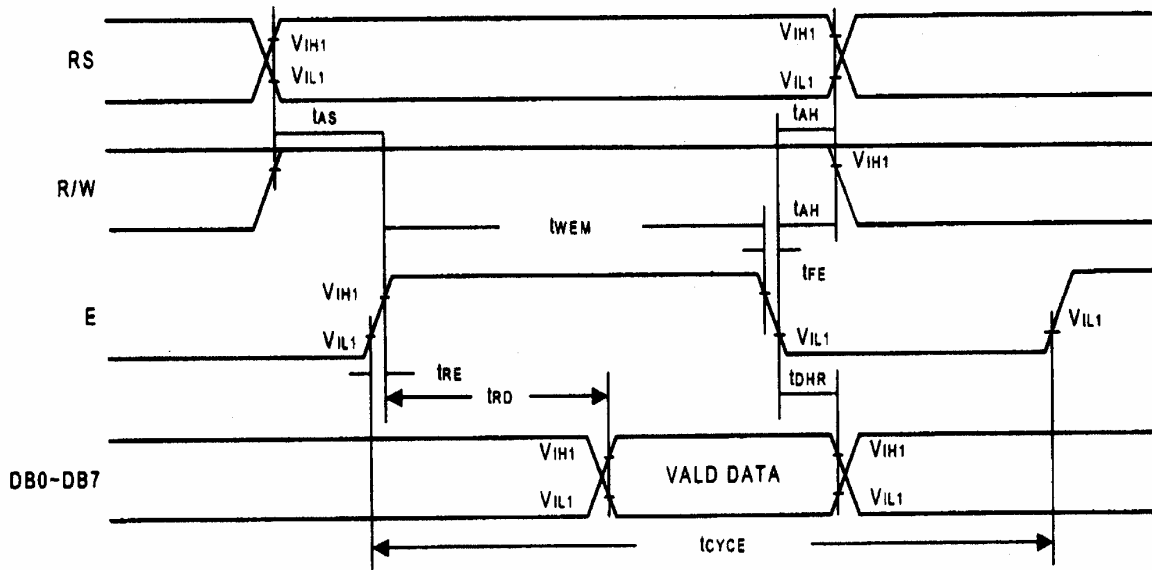 RS
VIH1
VIL1
VIH1
VIL1
tAS
tAH
R/W
VIH1
tWEM
tAH
tFE
E
VIH1
VIL1
VIL1
VIL1
tRE
tRD
tDHR
DB0~DB7
VIH1
VIL1
VALD DATA
VIH1
VIL1
tCYCE